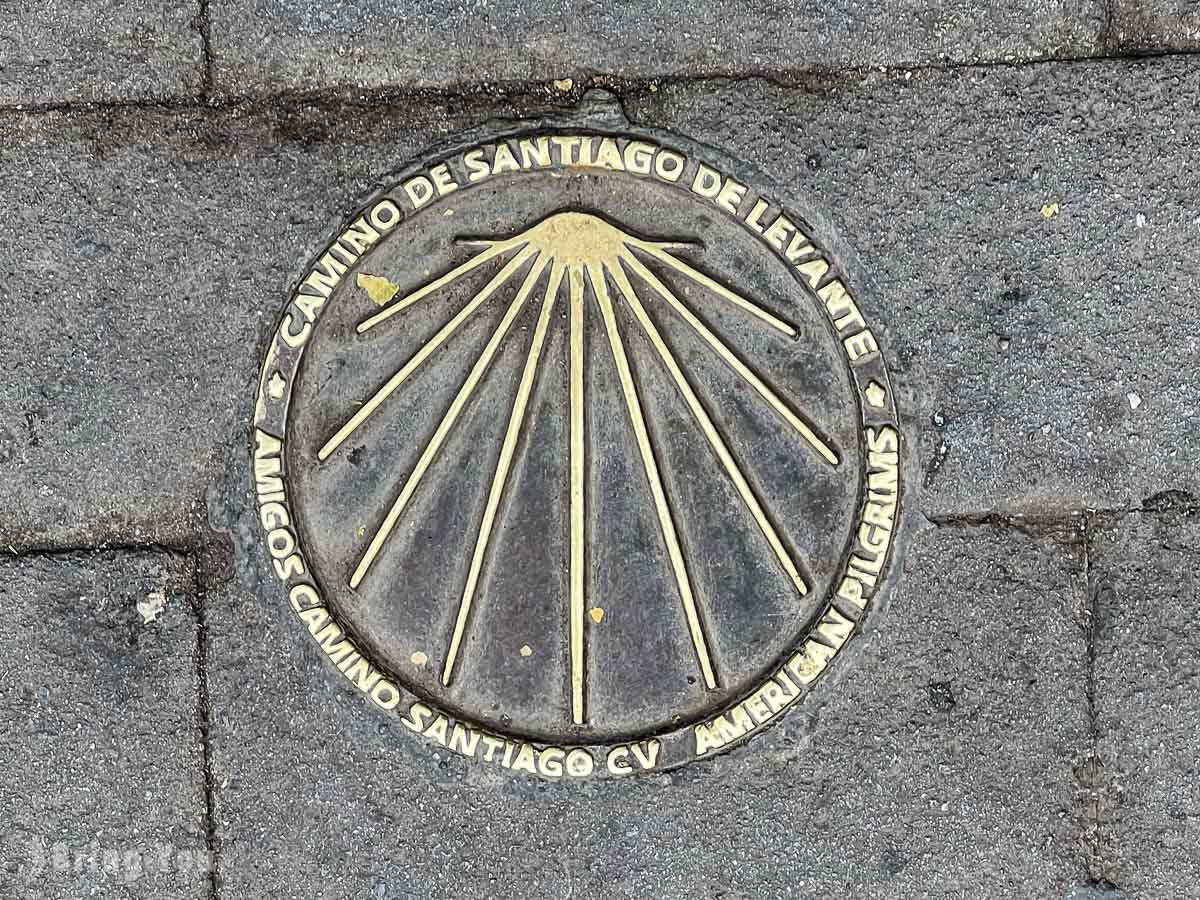 CAMINO DE SANTIAGO DE LEVANTE
AMIGOS CAMINO SANTIAGO CV
AMERICAN PILGRIMS